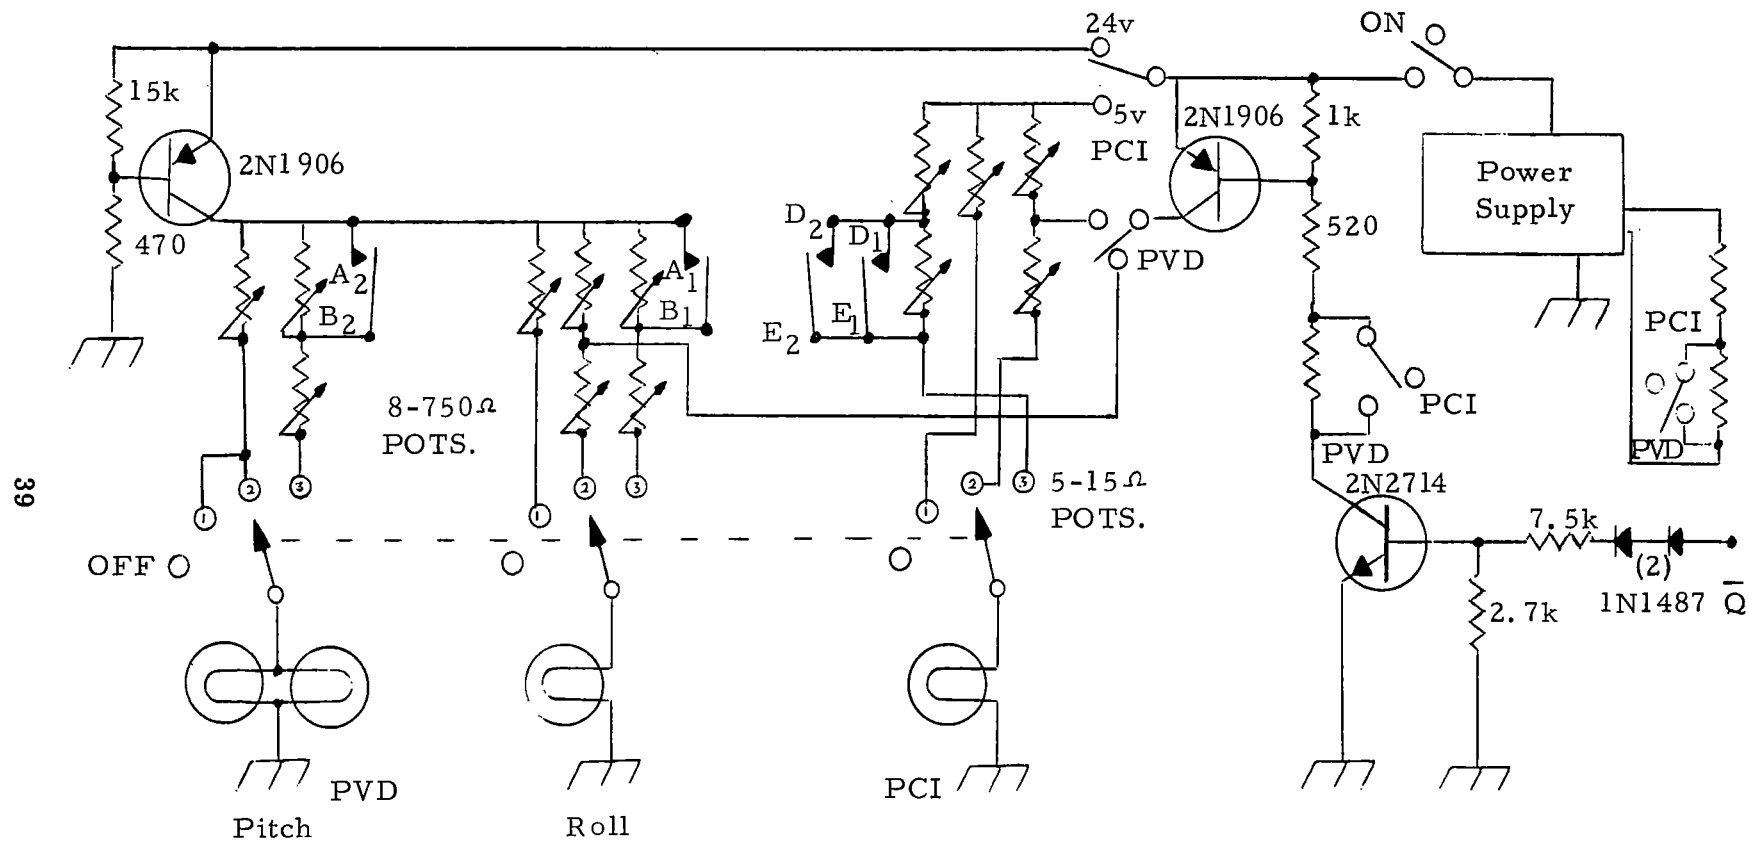 24v
ON
15k
2N1906
5v
PCI
2N1906
1k
Power
Supply
470
D2
D1
520
PVD
A2
B2
A1
B1
E2
E1
PCI
PCI
PVD
PVD
8-750Ω
POTS.
2N2714
1
2
3
1
2
3
1
2
3
5-15Ω
POTS.
7.5k
39
OFF
(2)
1N1487
Q̅
2.7k
PVD
PCI
Pitch
Roll